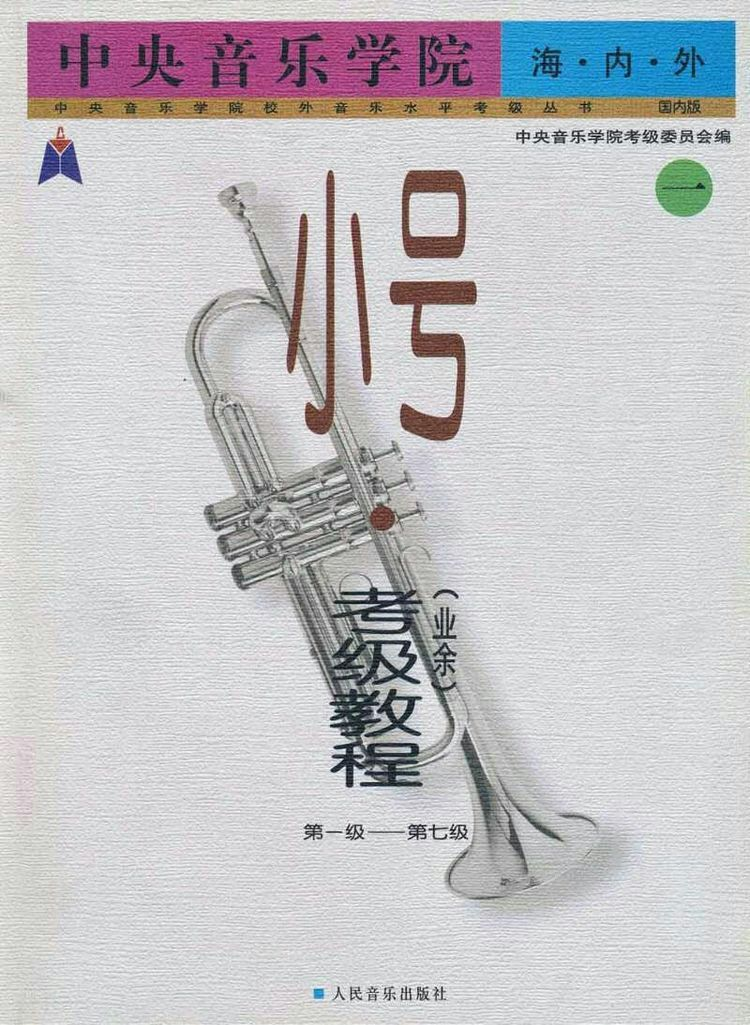 中央音乐学院 海·内·外
中央音乐学院校外音乐水平考级丛书 国内版
中央音乐学院考级委员会编
一
小号
(业余)
考级教程
第一级——第七级
人民音乐出版社